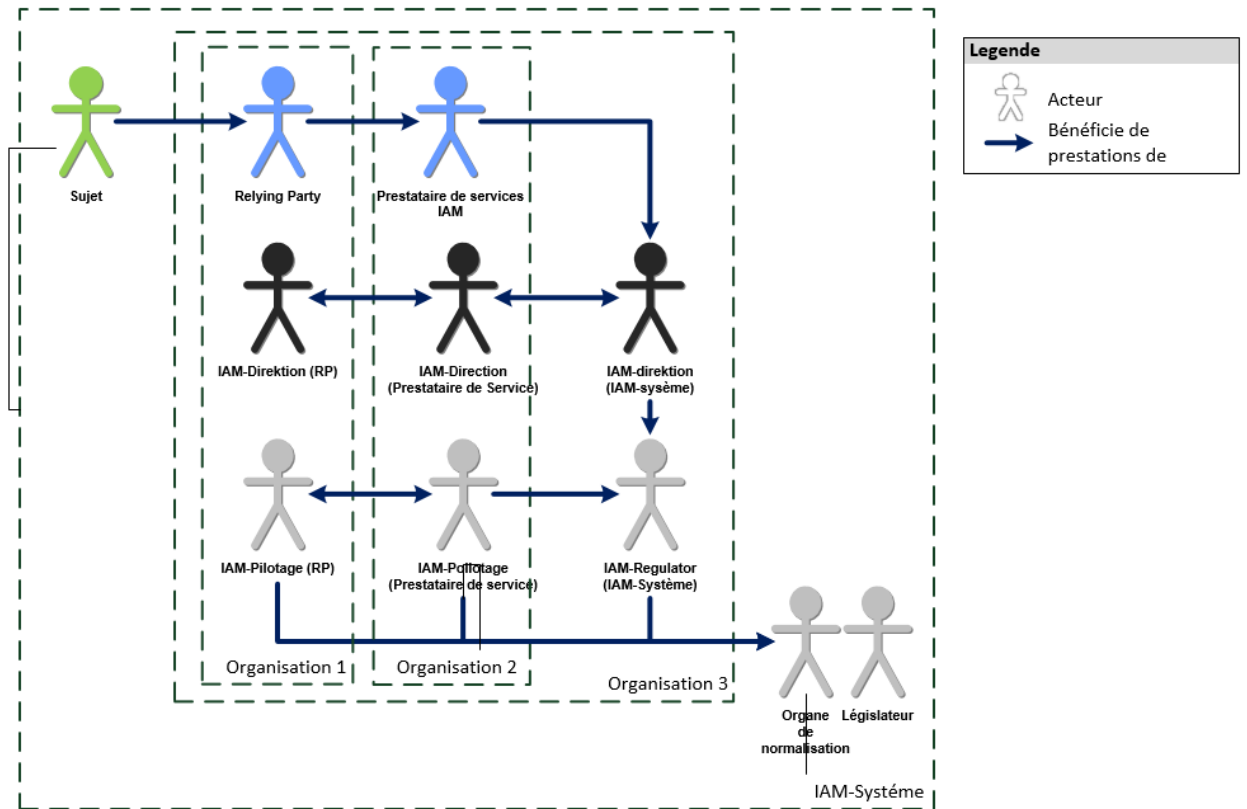 Legende
Acteur
Bénéficie de
prestations de
Sujet
Relying Party
Prestataire de services
IAM
IAM-Direktion (RP)
IAM-Direction
(Prestataire de Service)
IAM-direktion
(IAM-sysème)
IAM-Pilotage (RP)
IAM-Poilotage
(Prestataire de service)
IAM-Regulator
(IAM-Système)
Organisation 1
Organisation 2
Organisation 3
Organe
de
normalisation
Législateur
IAM-Systéme